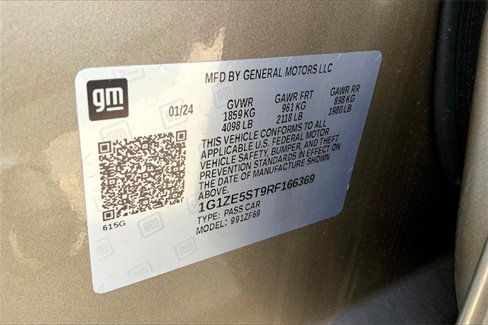 gm
MFD BY GENERAL MOTORS LLC
01/24
GVWR
1859 KG
4098 LB
GAWR FRT
961 KG
2118 LB
GAWR RR
898 KG
1980 LB
THIS VEHICLE CONFORMS TO ALL
APPLICABLE U.S. FEDERAL MOTOR
VEHICLE SAFETY, BUMPER, AND THEFT
PREVENTION STANDARDS IN EFFECT ON
THE DATE OF MANUFACTURE SHOWN
ABOVE.
1G1ZE5ST9RF166369
TYPE: PASS CAR
MODEL: 991ZF69
615G